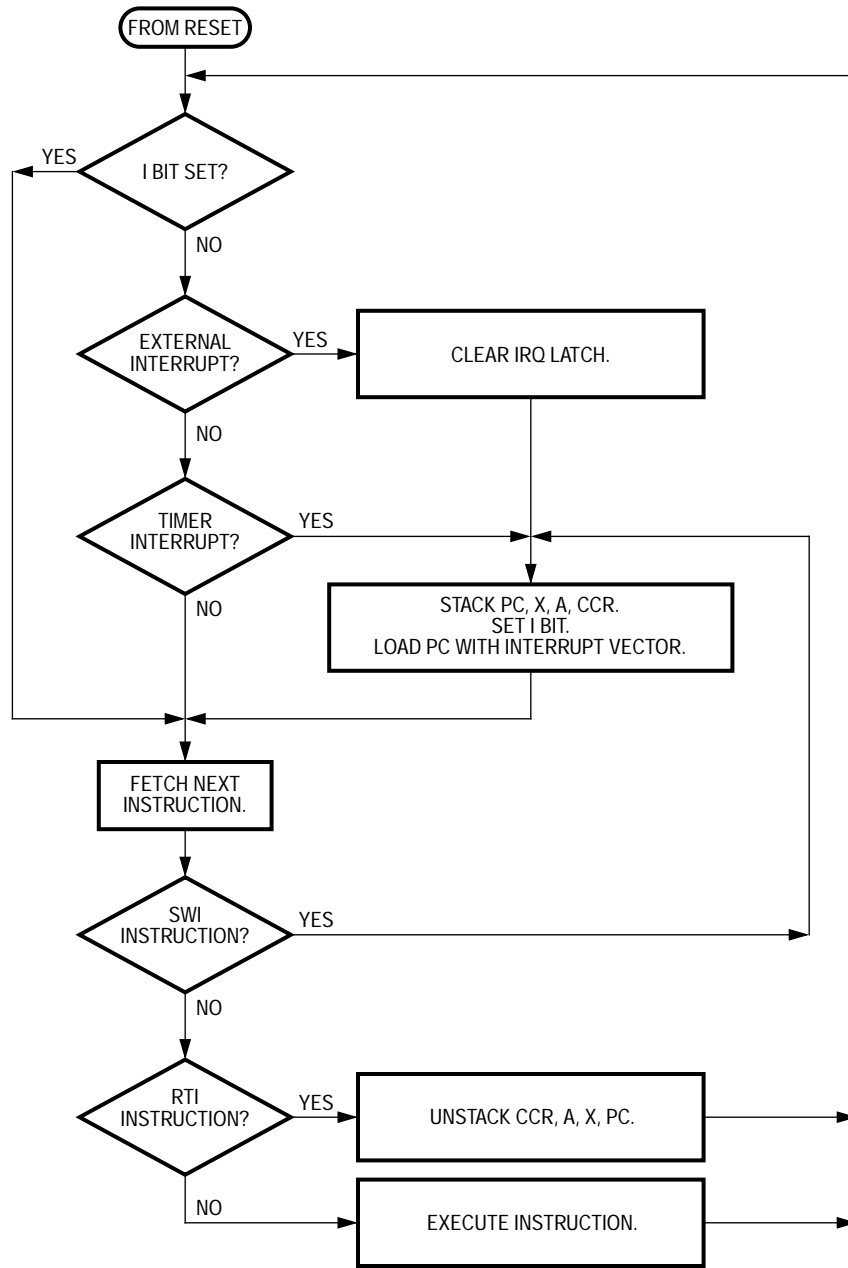 FROM RESET
YES
I BIT SET?
NO
EXTERNAL
INTERRUPT?
YES
CLEAR IRQ LATCH.
NO
TIMER
INTERRUPT?
YES
NO
STACK PC, X, A, CCR.
SET I BIT.
LOAD PC WITH INTERRUPT VECTOR.
FETCH NEXT
INSTRUCTION.
SWI
INSTRUCTION?
YES
NO
RTI
INSTRUCTION?
YES
UNSTACK CCR, A, X, PC.
NO
EXECUTE INSTRUCTION.